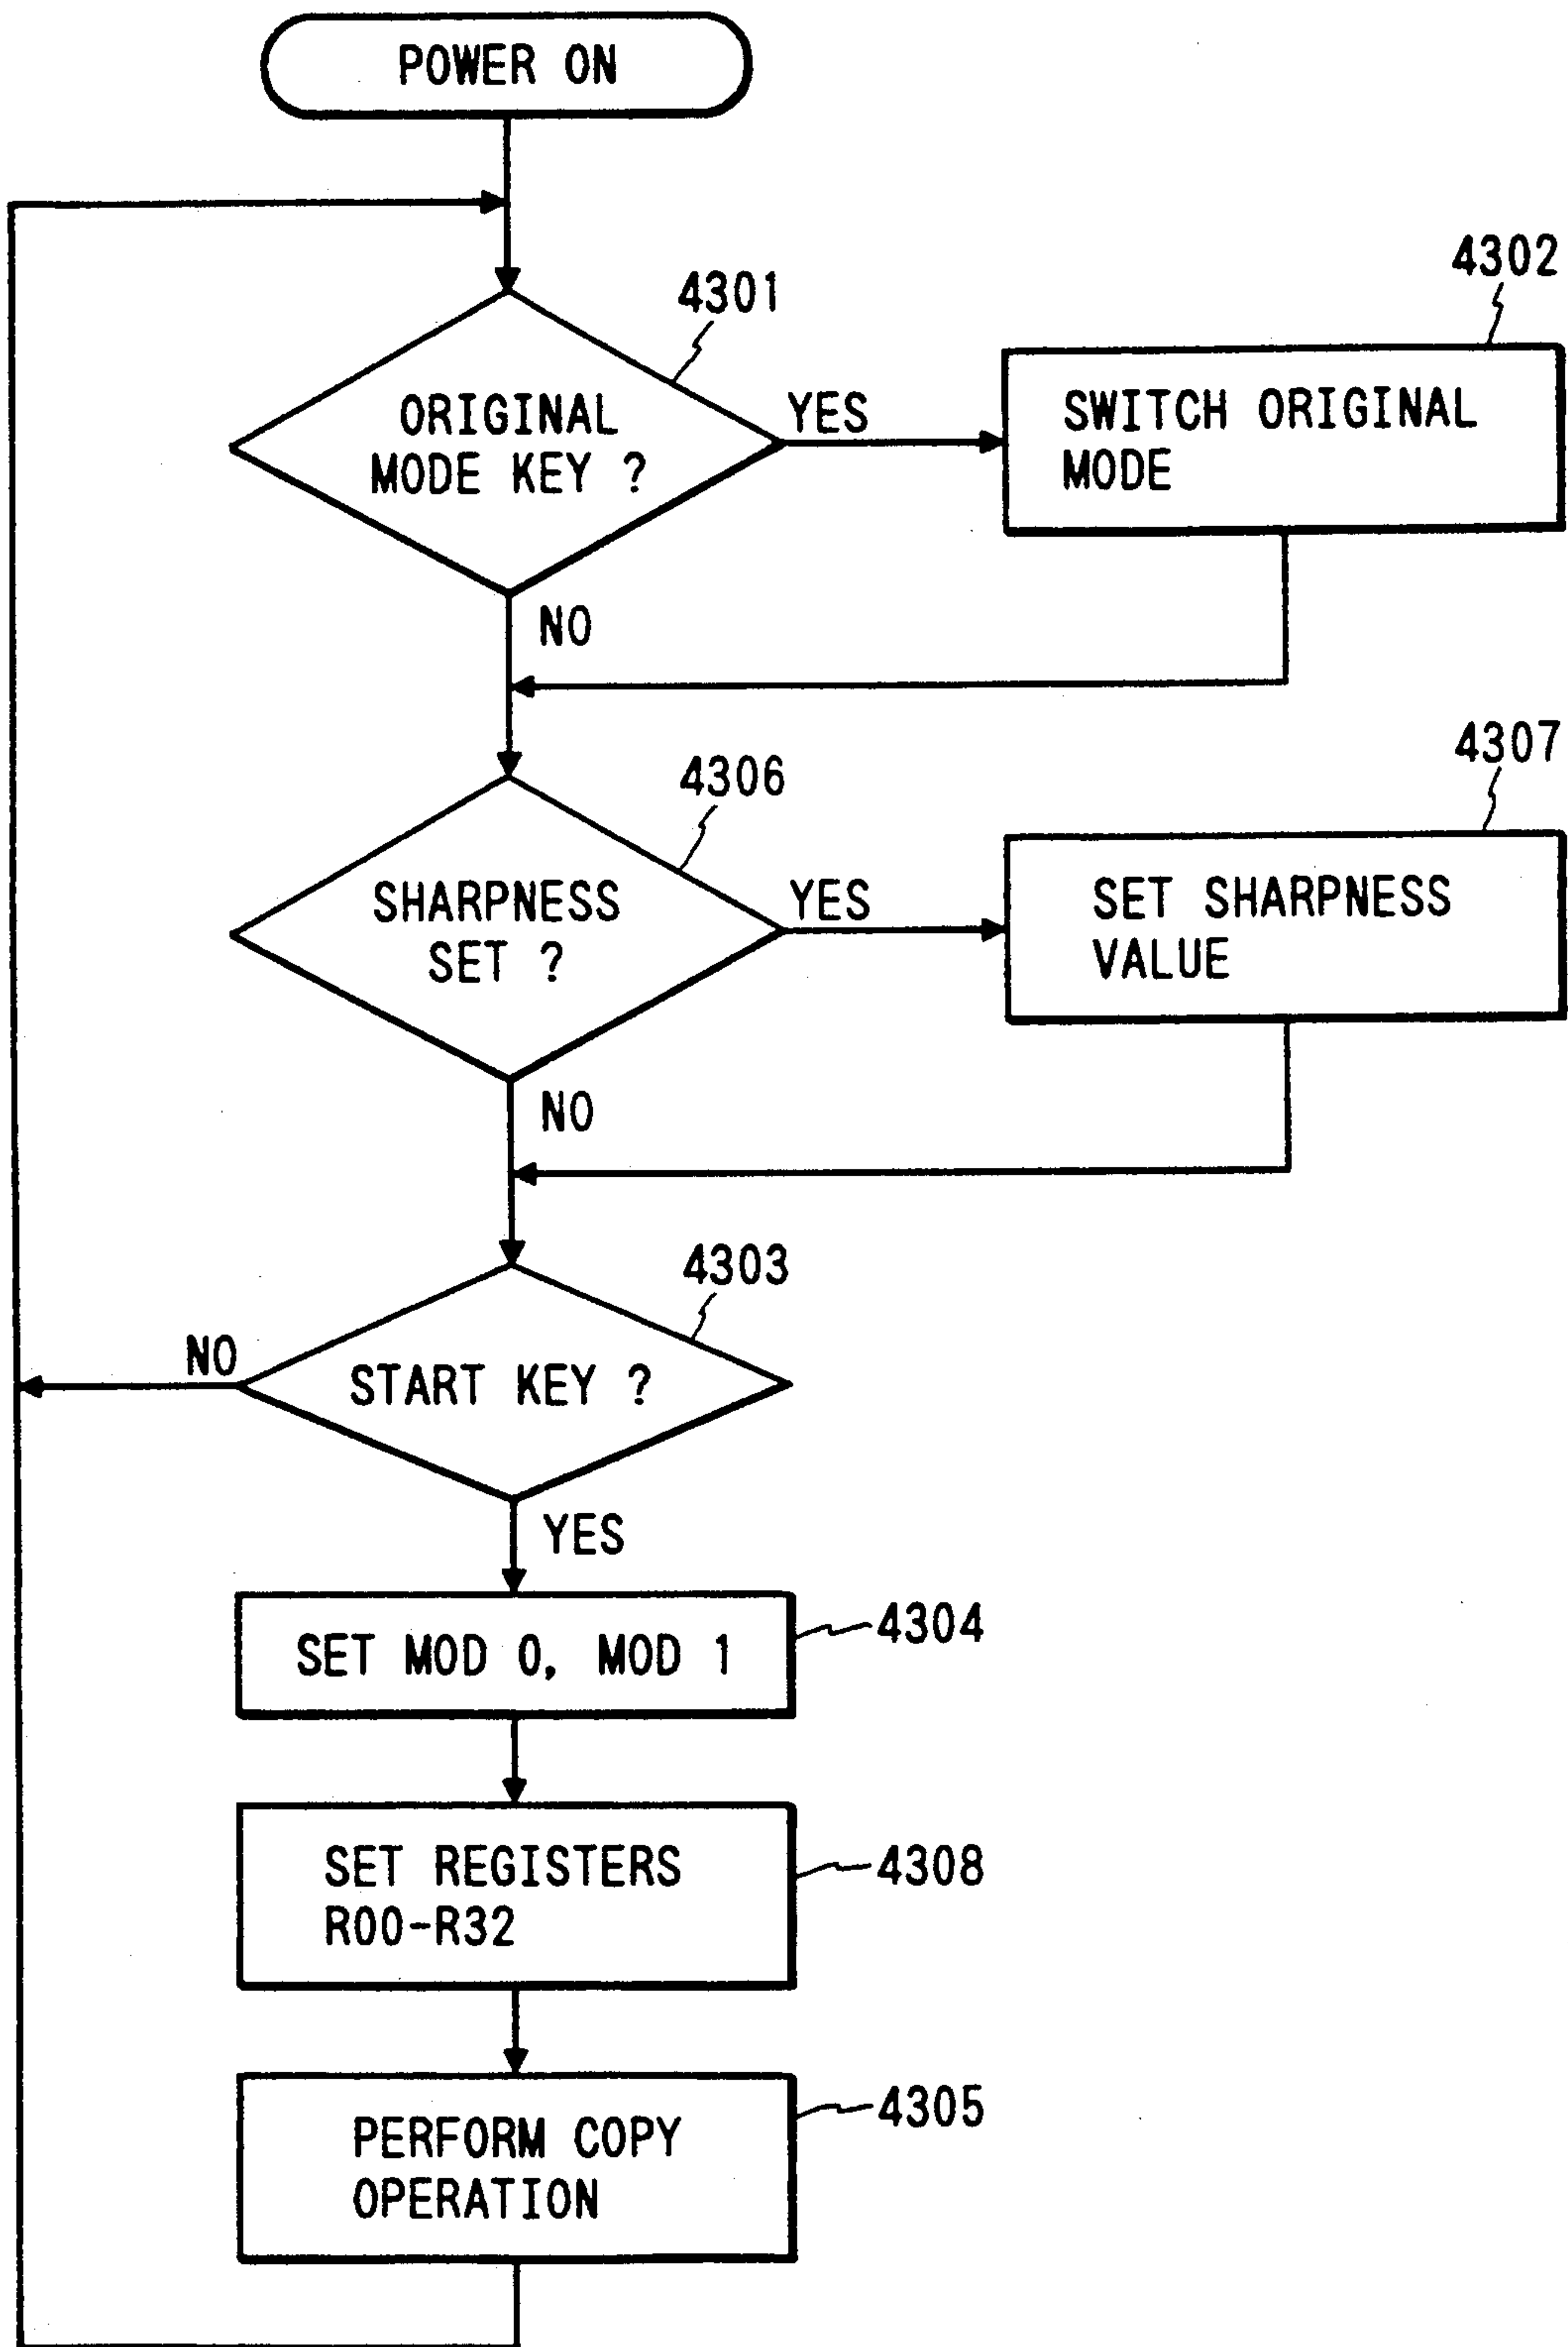 POWER ON
4301
4302
ORIGINAL
MODE KEY ?
YES
SWITCH ORIGINAL
MODE
NO
4306
4307
SHARPNESS
SET ?
YES
SET SHARPNESS
VALUE
NO
4303
NO
START KEY ?
YES
SET MOD 0, MOD 1
4304
SET REGISTERS
R00-R32
4308
PERFORM COPY
OPERATION
4305